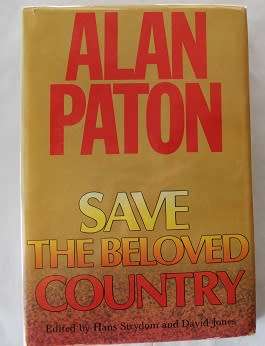 ALAN
PATON
SAVE
THE BELOVED
COUNTRY
Edited by Hans Strydom and David Jones